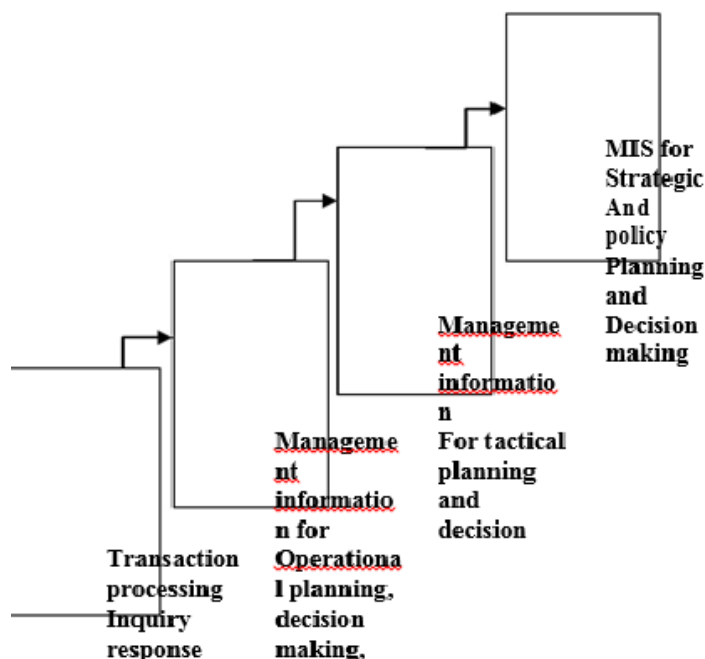 MIS for
Strategic
And
policy
Planning
and
Decision
making
Manageme
nt
informatio
n
For tactical
planning
and
decision
Manageme
nt
informatio
n for
Operationa
l planning,
decision
making,
Transaction
processing
Inquiry
response